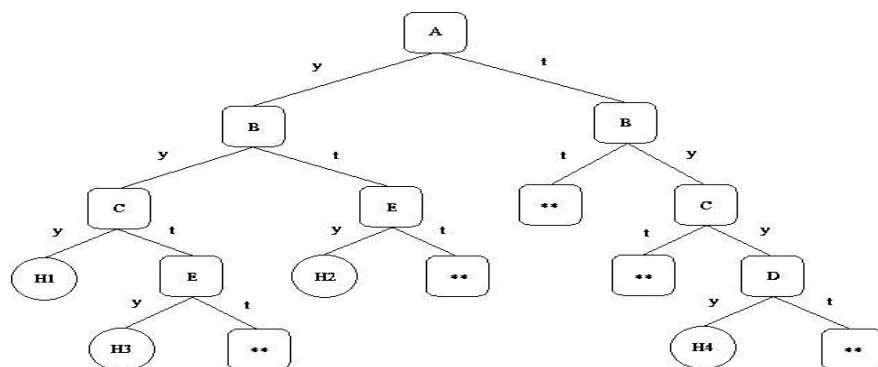 A
y t
B B
y t t y
C E ** C
y t y t t y
H1 E H2 ** ** D
y t y t
H3 ** H4 **